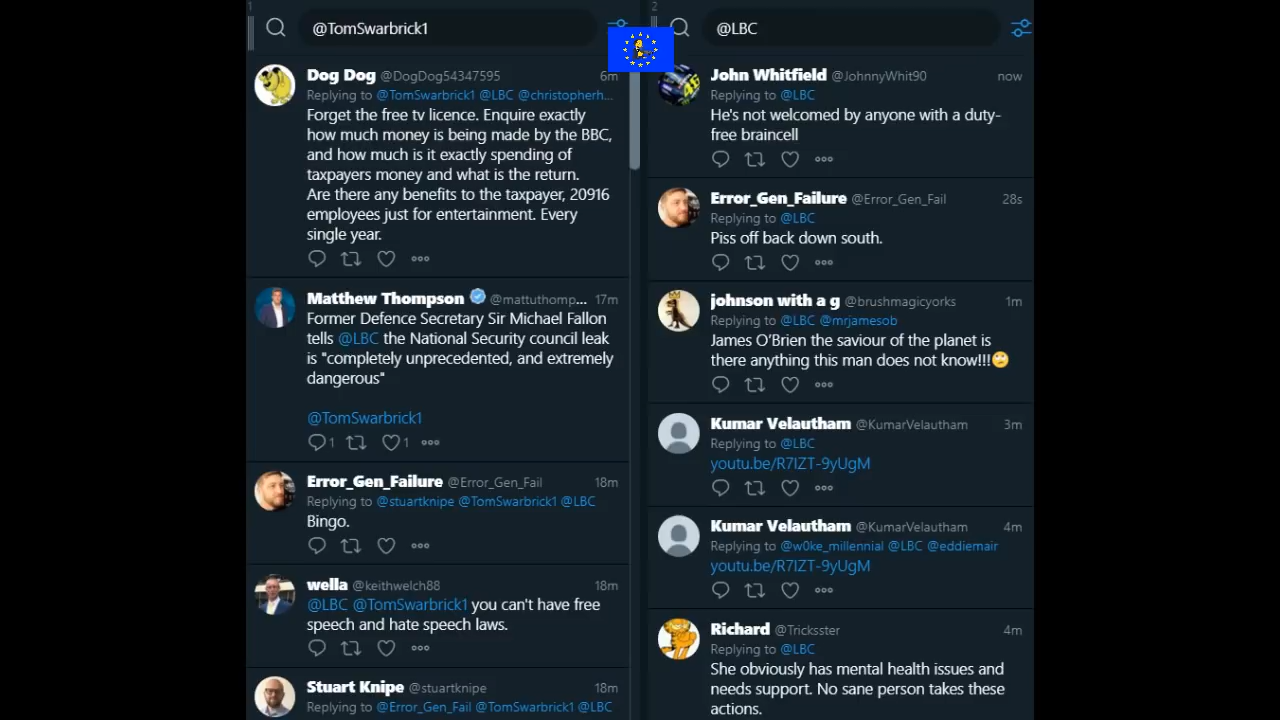 1
@TomSwarbrick1
Dog Dog @DogDog54347595 6m
Replying to @TomSwarbrick1 @LBC @christopherh...
Forget the free tv licence. Enquire exactly
how much money is being made by the BBC,
and how much is it exactly spending of
taxpayers money and what is the return.
Are there any benefits to the taxpayer, 20916
employees just for entertainment. Every
single year.
Matthew Thompson @mattuthomp... 17m
Former Defence Secretary Sir Michael Fallon
tells @LBC the National Security council leak
is "completely unprecedented, and extremely
dangerous"
@TomSwarbrick1
1 1
Error_Gen_Failure @Error_Gen_Fail 18m
Replying to @stuartknipe @TomSwarbrick1 @LBC
Bingo.
wella @keithwelch88 18m
@LBC @TomSwarbrick1 you can't have free
speech and hate speech laws.
Stuart Knipe @stuartknipe 18m
Replying to @Error_Gen_Fail @TomSwarbrick1 @LBC
2
@LBC
John Whitfield @JohnnyWhit90 now
Replying to @LBC
He's not welcomed by anyone with a duty-
free braincell
Error_Gen_Failure @Error_Gen_Fail 28s
Replying to @LBC
Piss off back down south.
johnson with a g @brushmagicyorks 1m
Replying to @LBC @mrjamesob
James O'Brien the saviour of the planet is
there anything this man does not know!!!🙄
Kumar Velautham @KumarVelautham 3m
Replying to @LBC
youtu.be/R7IZT-9yUgM
Kumar Velautham @KumarVelautham 4m
Replying to @w0ke_millennial @LBC @eddiemair
youtu.be/R7IZT-9yUgM
Richard @Tricksster 4m
Replying to @LBC
She obviously has mental health issues and
needs support. No sane person takes these
actions.